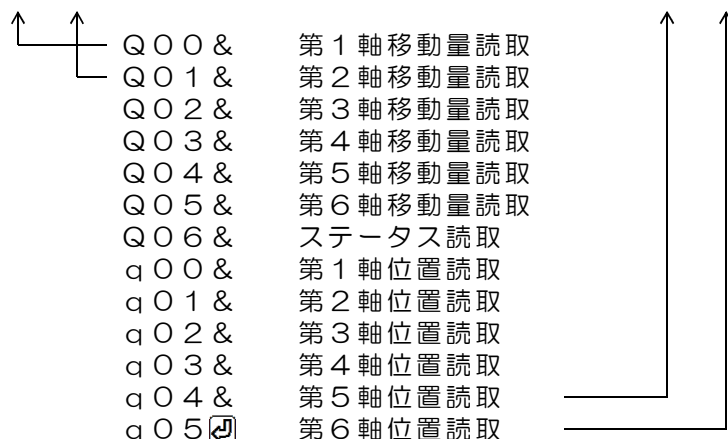 Q００&　　第１軸移動量読取
Q０１&　　第２軸移動量読取
Q０２&　　第３軸移動量読取
Q０３&　　第４軸移動量読取
Q０４&　　第５軸移動量読取
Q０５&　　第６軸移動量読取
Q０６&　　ステータス読取
q００&　　第１軸位置読取
q０１&　　第２軸位置読取
q０２&　　第３軸位置読取
q０３&　　第４軸位置読取
q０４&　　第５軸位置読取
q０５↵　　第６軸位置読取